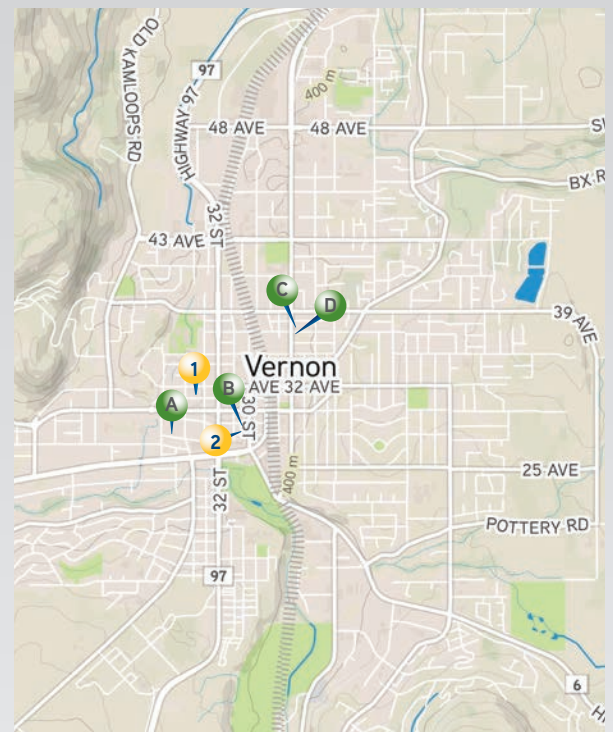 OLD KAMLOOPS RD
97
HIGHWAY 97
400 m
48 AVE
48 AVE
BX R
32 ST
43 AVE
C
D
39 AVE
1
Vernon
B
AVE 32 AVE
A
30 ST
2
400 m
25 AVE
32 ST
POTTERY RD
97
6